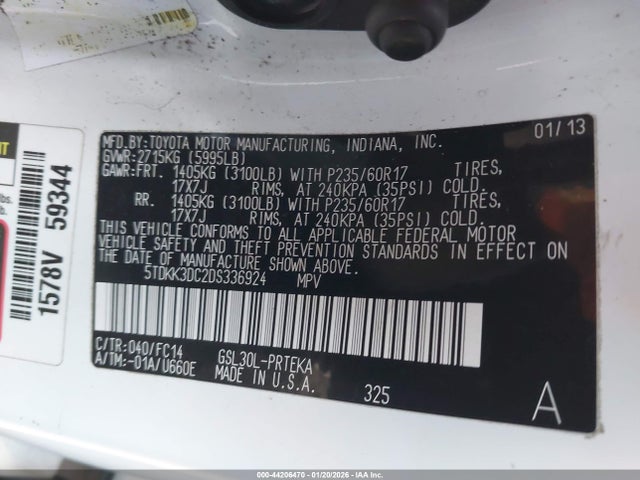 MFD.BY:TOYOTA MOTOR MANUFACTURING, INDIANA, INC. 01/13
GVWR:2715KG (5995LB)
GAWR:FRT. 1405KG (3100LB) WITH P235/60R17 TIRES,
17X7J RIMS, AT 240KPA (35PSI) COLD.
RR. 1405KG (3100LB) WITH P235/60R17 TIRES,
17X7J RIMS, AT 240KPA (35PSI) COLD.
THIS VEHICLE CONFORMS TO ALL APPLICABLE FEDERAL MOTOR
VEHICLE SAFETY AND THEFT PREVENTION STANDARDS IN EFFECT ON
THE DATE OF MANUFACTURE SHOWN ABOVE.
5TDKK3DC2DS336924 MPV
C/TR:040/FC14 GSL30L-PRTEKA
A/TM:-01A/U660E MADE IN U.S.A.
325
A
1578V 59344
000-44206470 - 01/20/2026 - IAAI.com